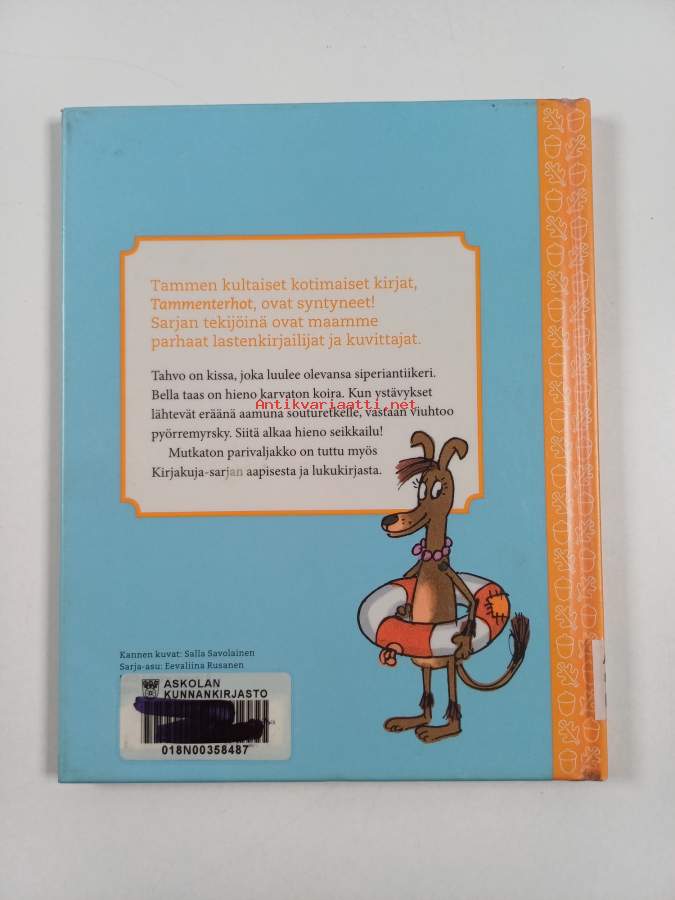 Tammen kultaiset kotimaiset kirjat,
Tammenterhot, ovat syntyneet!
Sarjan tekijöinä ovat maamme
parhaat lastenkirjailijat ja kuvittajat.
Tahvo on kissa, joka luulee olevansa siperiantiikeri.
Bella taas on hieno karvaton koira. Kun ystävykset
Antikvariaatti.net
lähtevät eräänä aamuna souturetkelle, vastaan viuhtoo
pyörremyrsky. Siitä alkaa hieno seikkailu!
Mutkaton parivaljakko on tuttu myös
Kirjakuja-sarjan aapisesta ja lukukirjasta.
Kannen kuvat: Salla Savolainen
Sarja-asu: Eevaliina Rusanen
ASKOLAN
KUNNANKIRJASTO
018N00358487